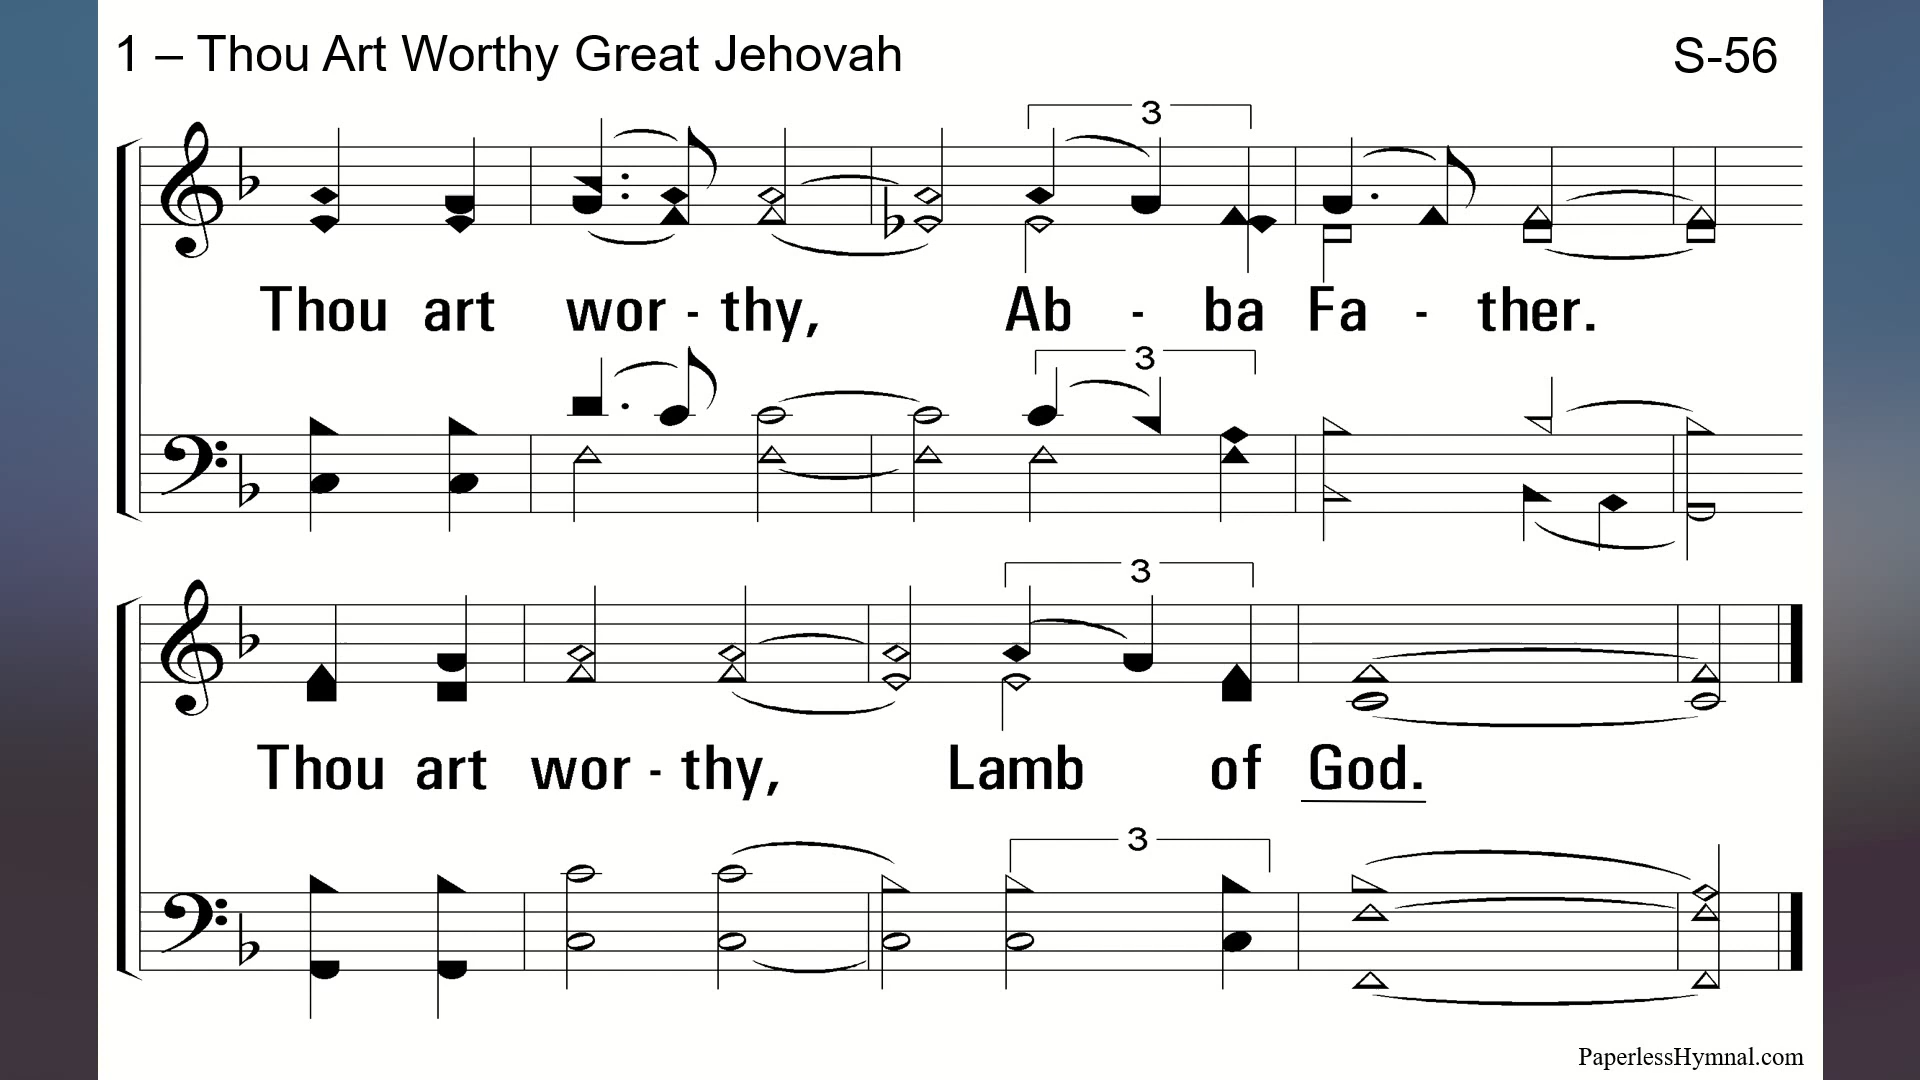 1 – Thou Art Worthy Great Jehovah S-56
3
Thou art wor - thy, Ab - ba Fa - ther.
3
3
Thou art wor - thy, Lamb of God.
3
PaperlessHymnal.com